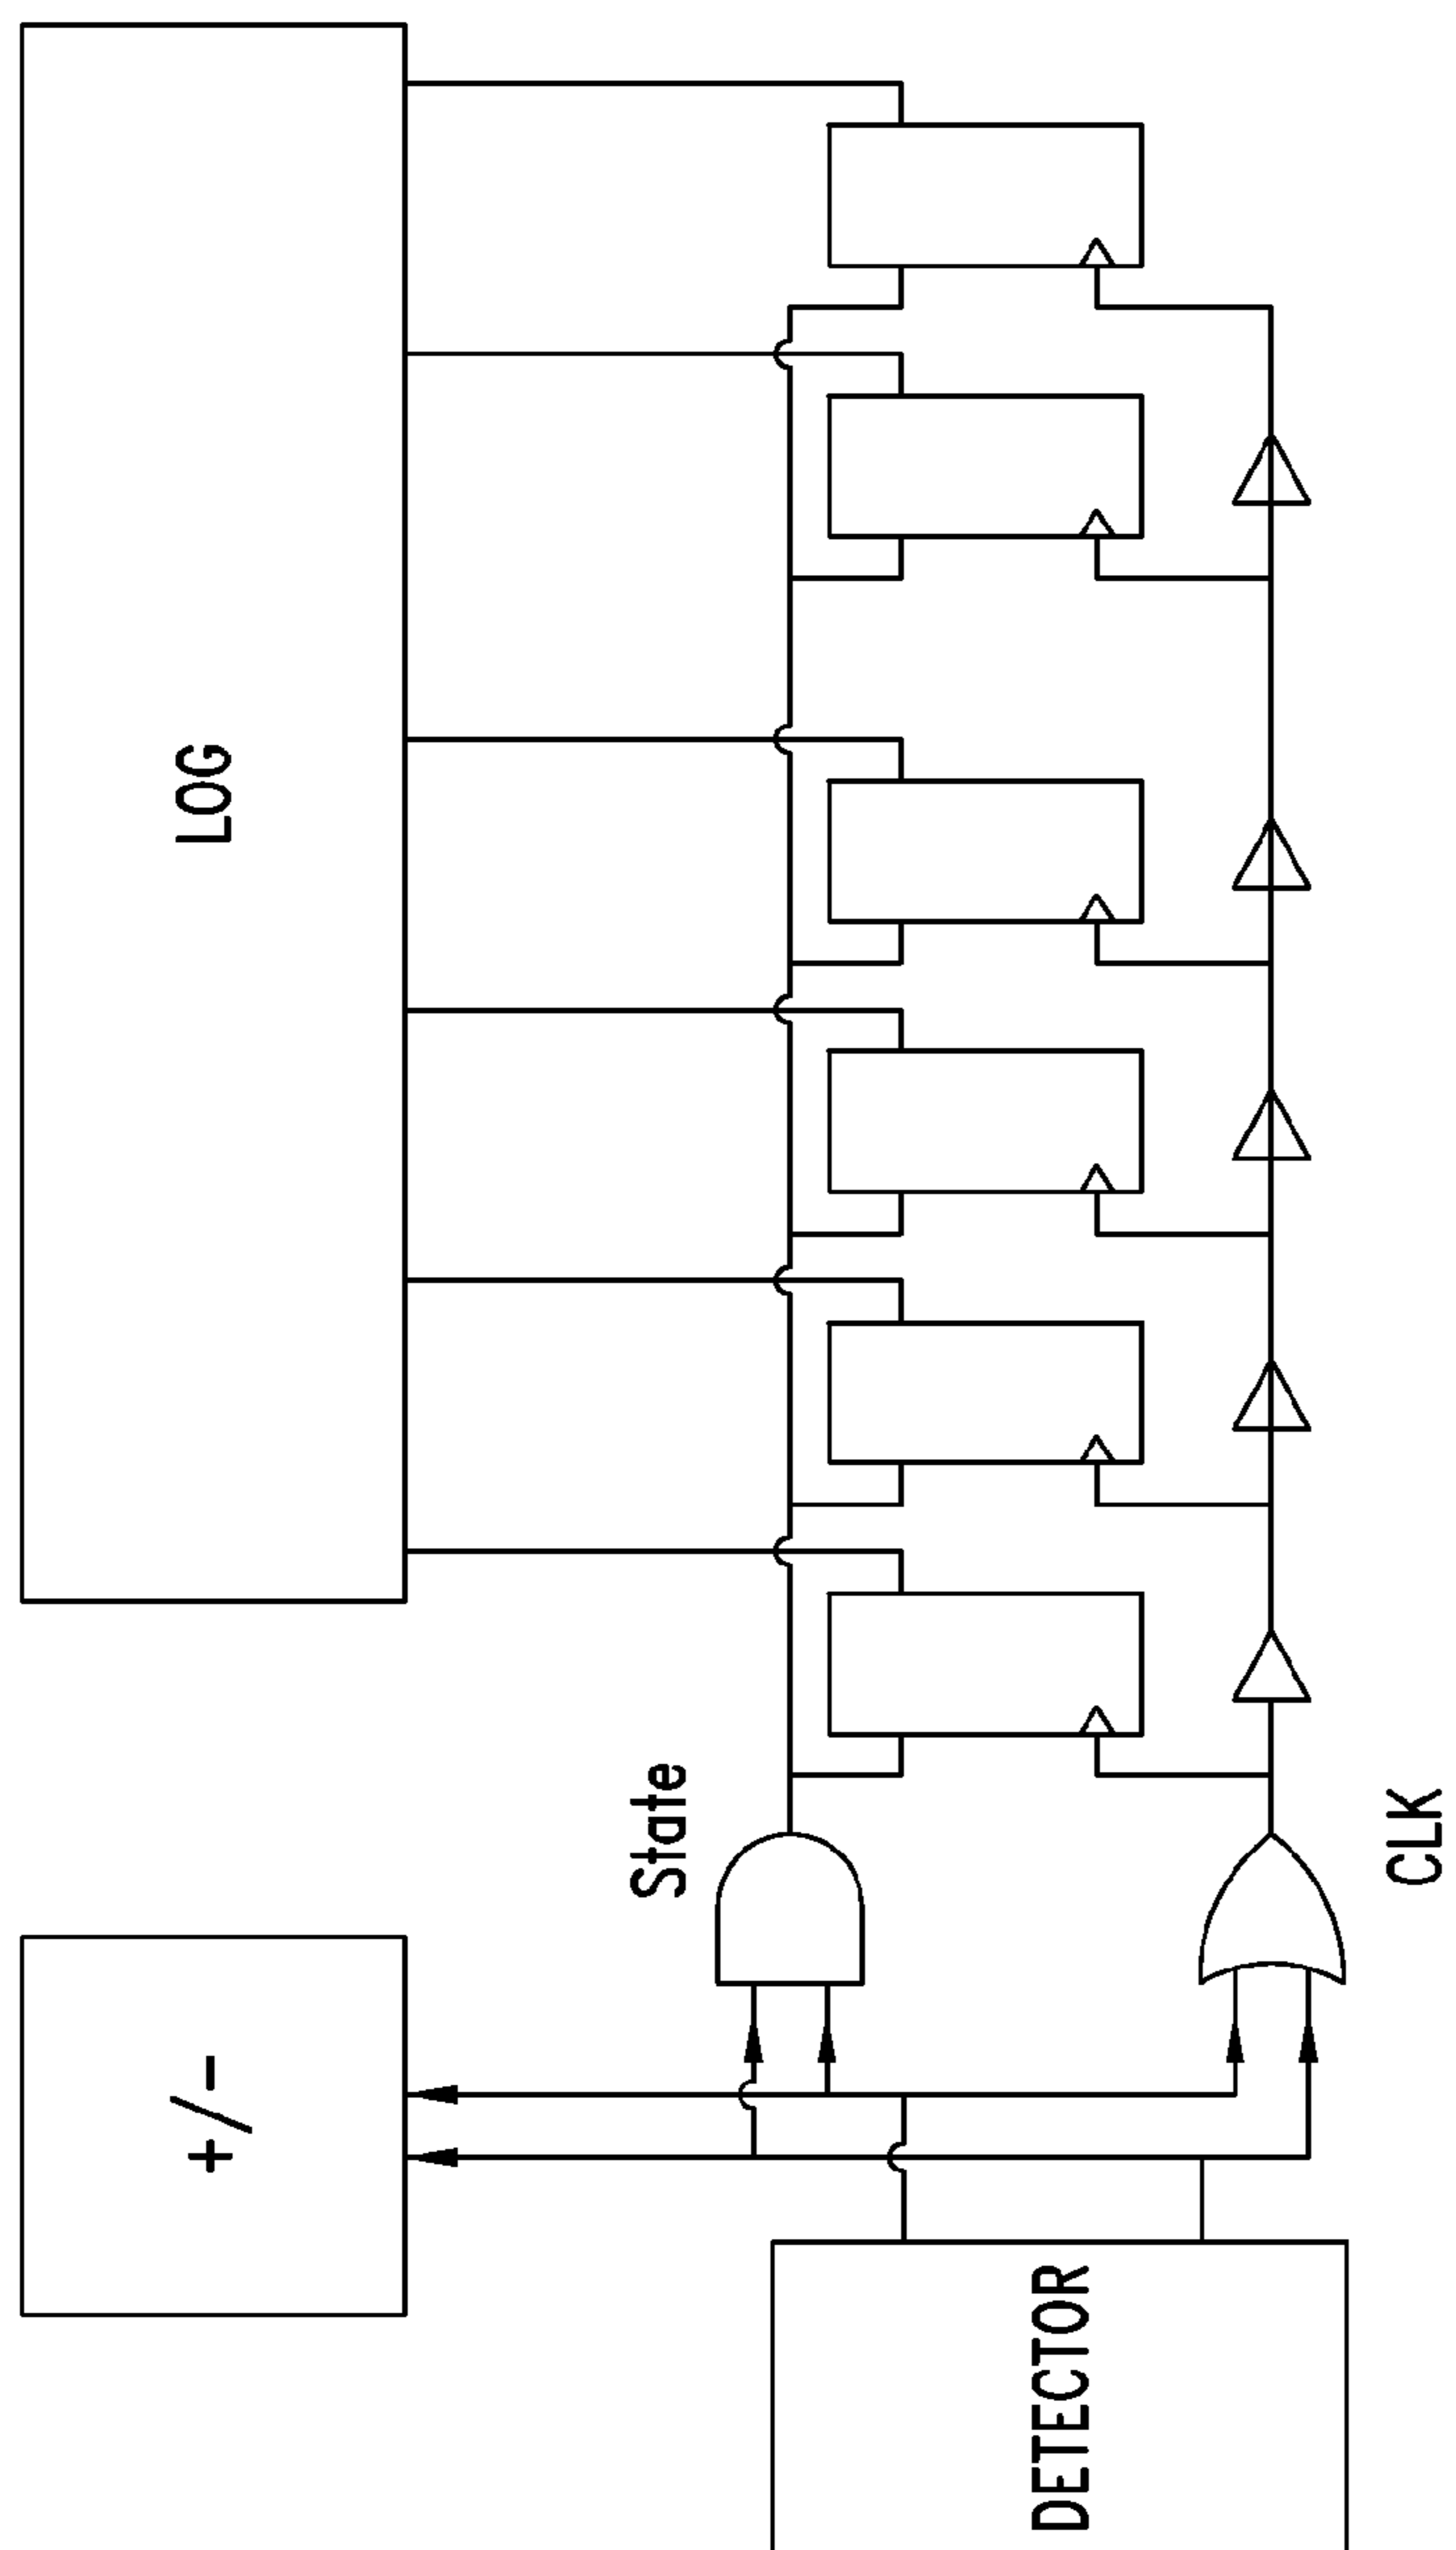 LOG
State
CLK
+/-
DETECTOR